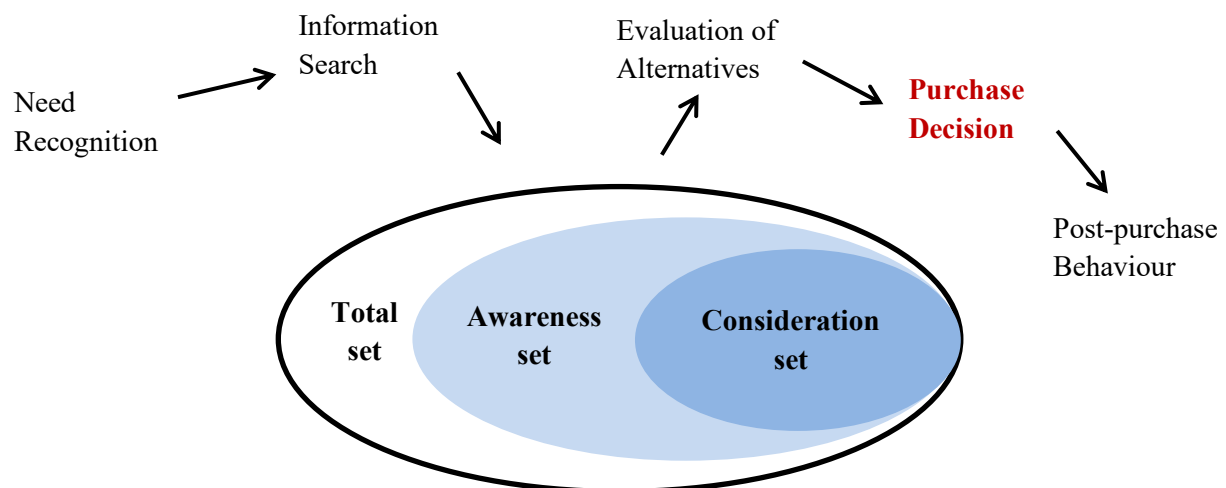 Need
Recognition
Information
Search
Evaluation of
Alternatives
Purchase
Decision
Post-purchase
Behaviour
Total
set
Awareness
set
Consideration
set